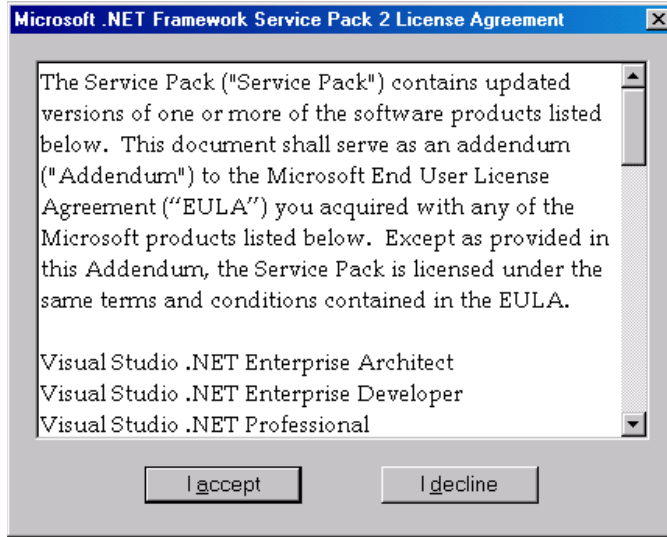 Microsoft .NET Framework Service Pack 2 License Agreement
The Service Pack ("Service Pack") contains updated
versions of one or more of the software products listed
below.  This document shall serve as an addendum
("Addendum") to the Microsoft End User License
Agreement (“EULA”) you acquired with any of the
Microsoft products listed below.  Except as provided in
this Addendum, the Service Pack is licensed under the
same terms and conditions contained in the EULA.
Visual Studio .NET Enterprise Architect
Visual Studio .NET Enterprise Developer
Visual Studio .NET Professional
I accept
I decline